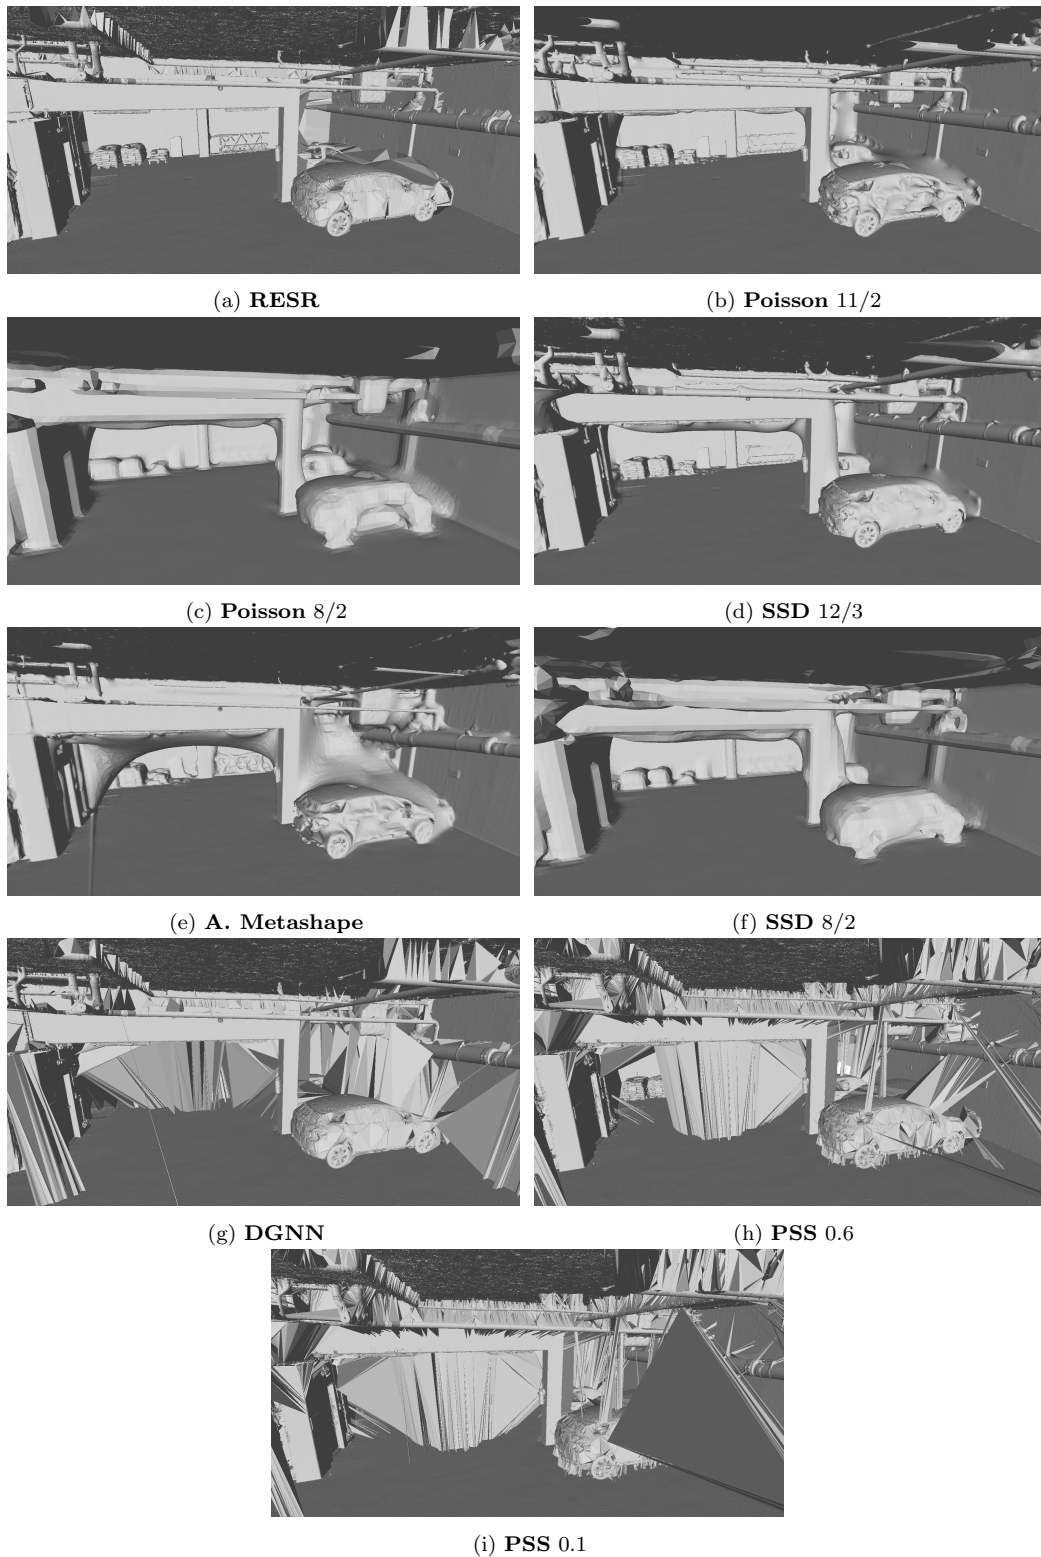 (a) RESR
(b) Poisson 11/2
(c) Poisson 8/2
(d) SSD 12/3
(e) A. Metashape
(f) SSD 8/2
(g) DGNN
(h) PSS 0.6
(i) PSS 0.1